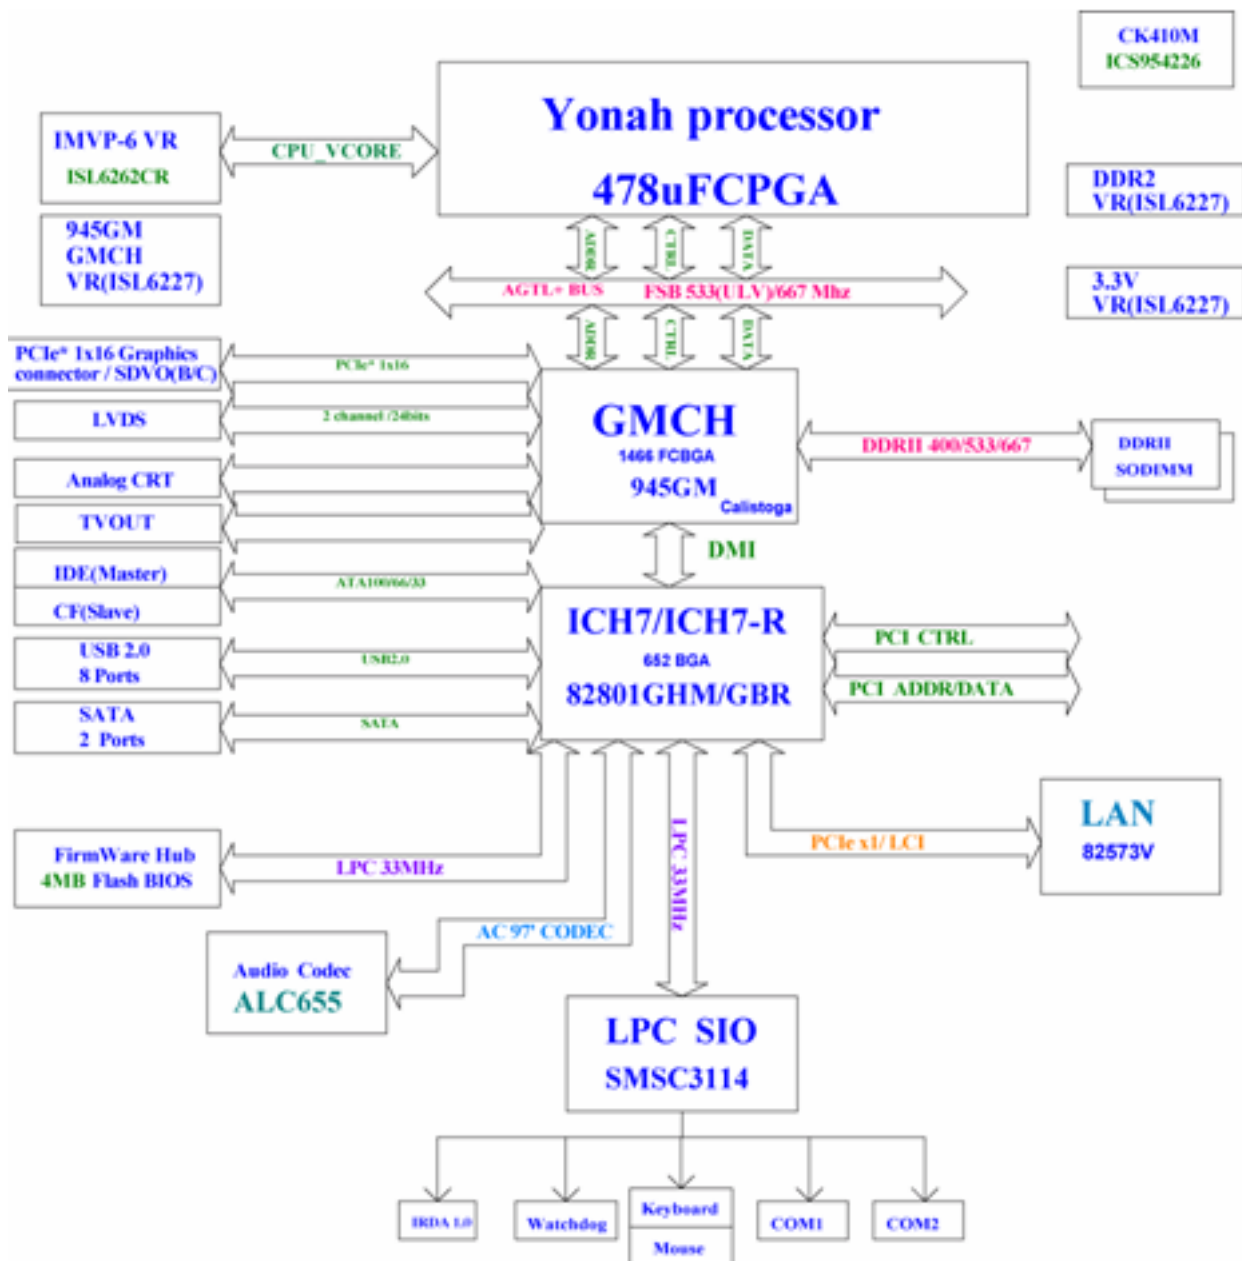 CK410M
ICS954226
Yonah processor
478uFCPGA
IMVP-6 VR
ISL6262CR
CPU_VCORE
DDR2
VR(ISL6227)
945GM
GMCH
VR(ISL6227)
ADDR
CTRL
DATA
AGTL+ BUS
FSB 533(ULV)/667 Mhz
3.3V
VR(ISL6227)
ADDR
CTRL
DATA
PCIe* 1x16 Graphics
connector / SDVO(B/C)
PCIe* 1x16
LVDS
2 channel /24bits
GMCH
1466 FCBGA
945GM
Calistoga
DDRII 400/533/667
DDRII
SODIMM
Analog CRT
TVOUT
DMI
IDE(Master)
CF(Slave)
ATA100/66/33
ICH7/ICH7-R
652 BGA
82801GHM/GBR
PCI CTRL
PCI ADDR/DATA
USB 2.0
8 Ports
USB2.0
SATA
2 Ports
SATA
FirmWare Hub
4MB Flash BIOS
LPC 33MHz
LPC 33MHz
PCIe x1/ LCI
LAN
82573V
AC 97' CODEC
Audio Codec
ALC655
LPC SIO
SMSC3114
IRDA 1.0
Watchdog
Keyboard
Mouse
COM1
COM2